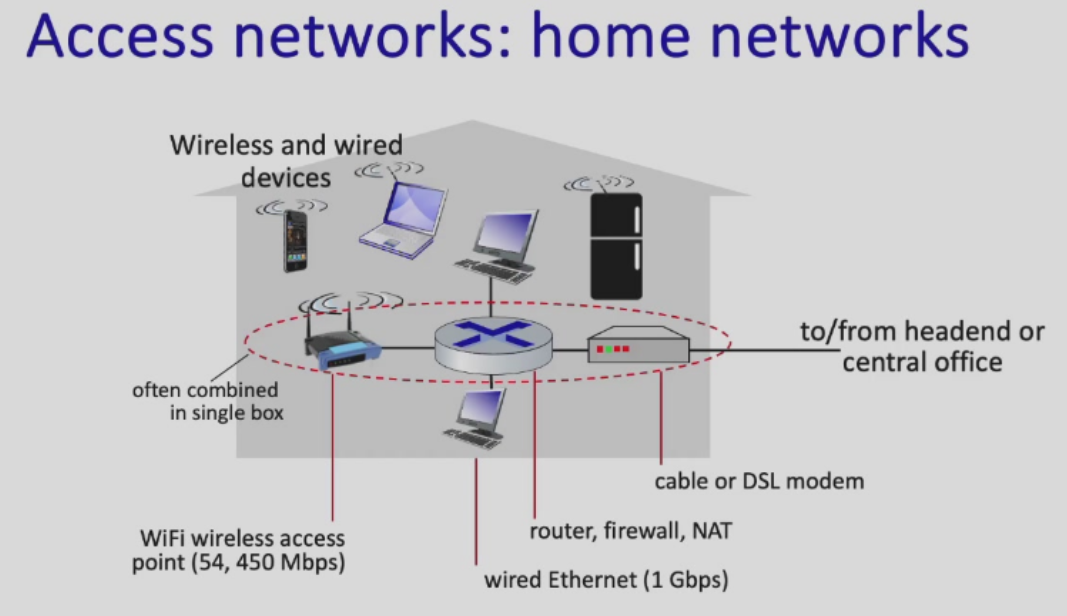 Access networks: home networks
Wireless and wired
devices
to/from headend or
central office
often combined
in single box
cable or DSL modem
router, firewall, NAT
WiFi wireless access
point (54, 450 Mbps)
wired Ethernet (1 Gbps)